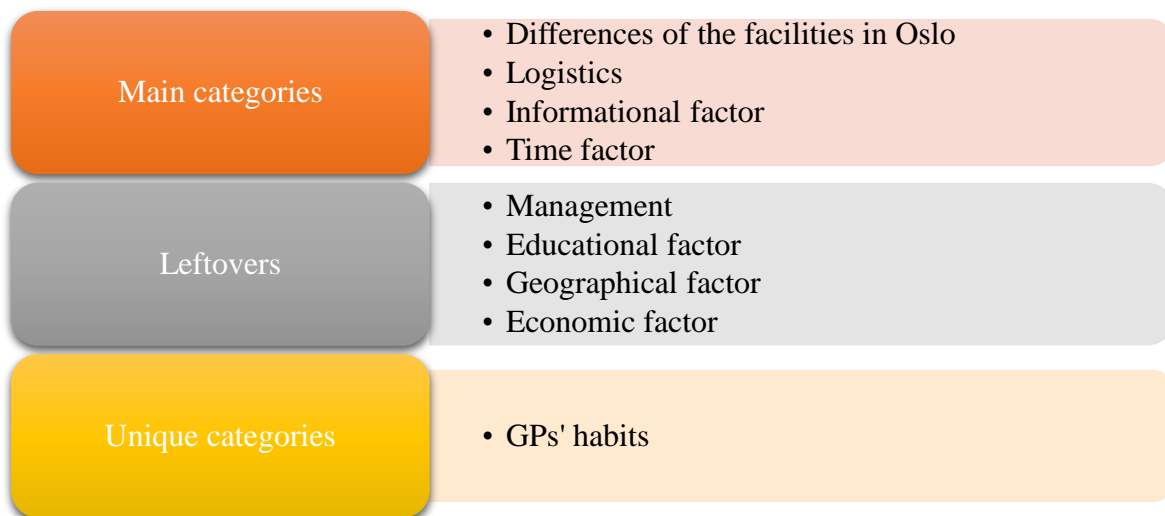 Main categories
• Differences of the facilities in Oslo
• Logistics
• Informational factor
• Time factor
Leftovers
• Management
• Educational factor
• Geographical factor
• Economic factor
Unique categories
• GPs' habits